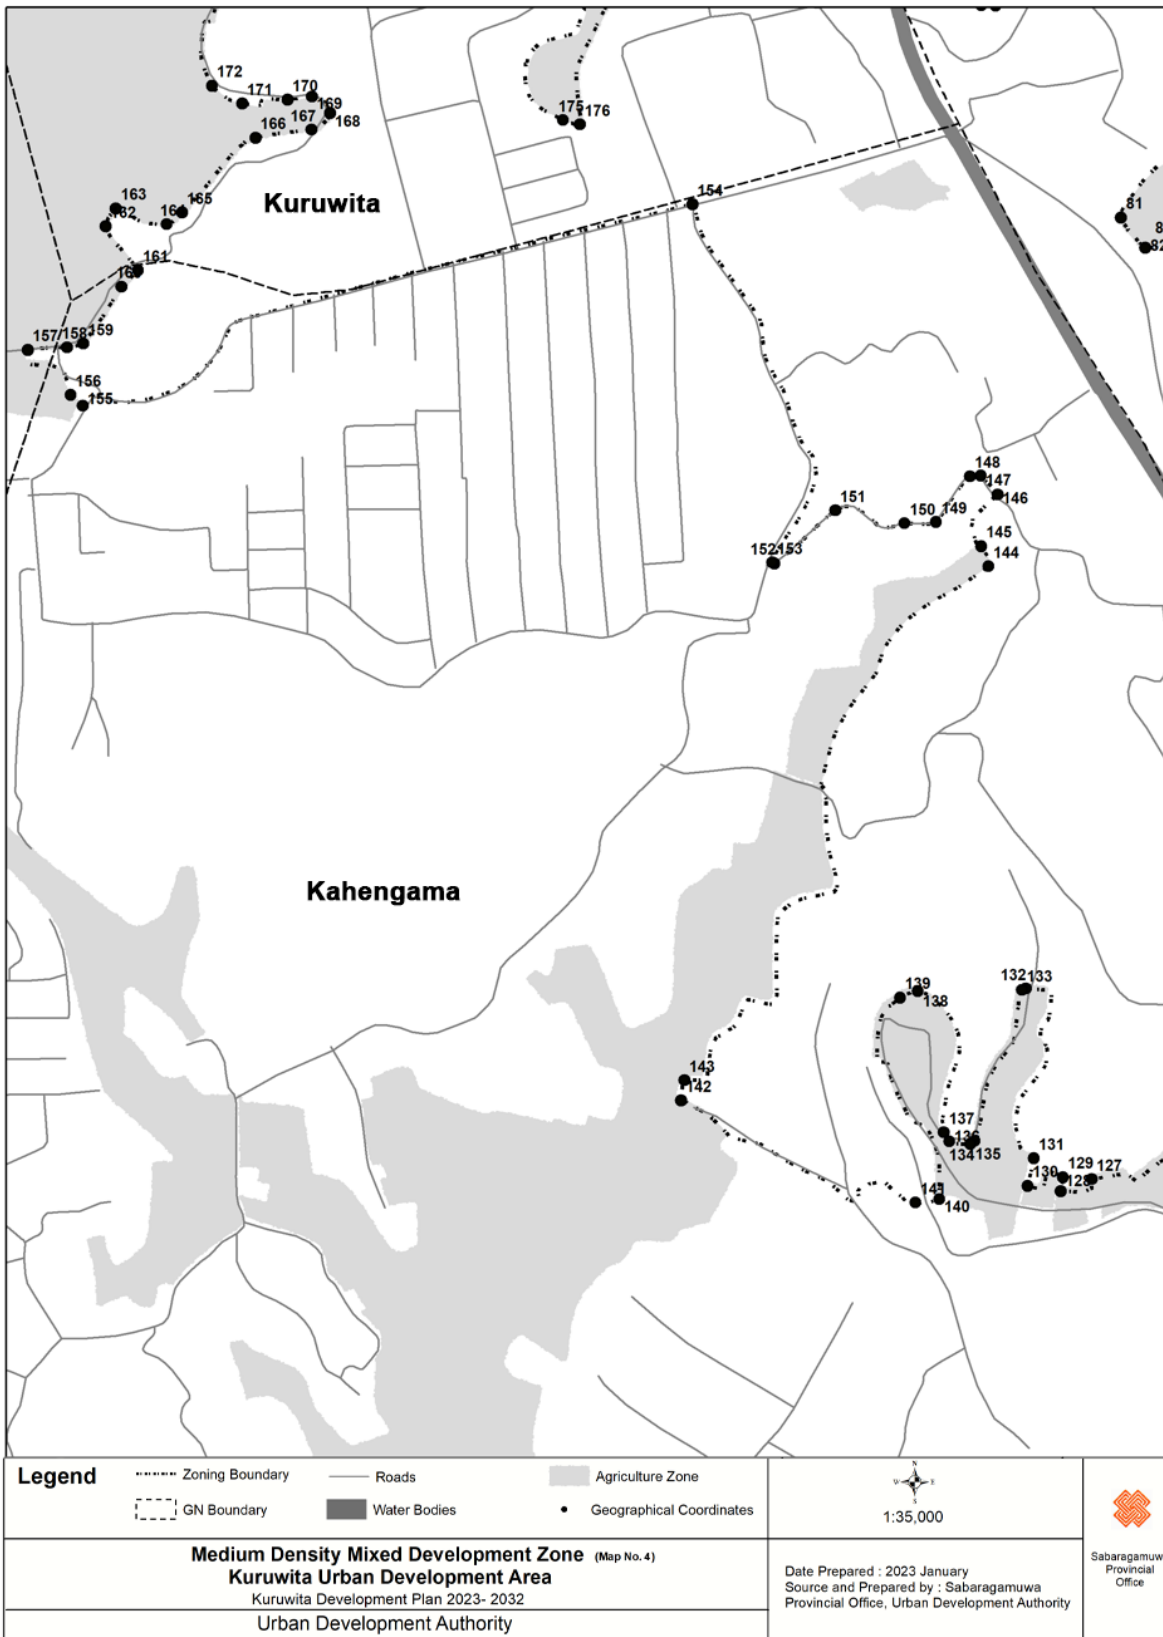 172
171
170
169
168
167
166
175
176
163
162
165
Kuruwita
154
81
82
161
157
158
159
156
155
148
147
146
151
150
149
145
144
152
153
Kahengama
132
133
139
138
143
142
137
136
134
135
131
130
129
127
128
141
140
Legend
Zoning Boundary
Roads
Agriculture Zone
GN Boundary
Water Bodies
Geographical Coordinates
N
W E
S
1:35,000
Medium Density Mixed Development Zone (Map No. 4)
Kuruwita Urban Development Area
Kuruwita Development Plan 2023- 2032
Urban Development Authority
Date Prepared : 2023 January
Source and Prepared by : Sabaragamuwa
Provincial Office, Urban Development Authority
Sabaragamuw
Provincial
Office